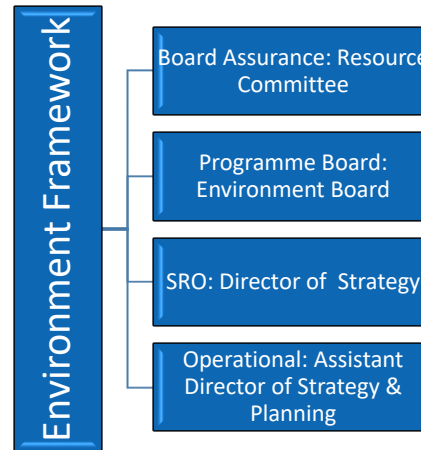 Environment Framework
Board Assurance: Resource
Committee
Programme Board:
Environment Board
SRO: Director of Strategy
Operational: Assistant
Director of Strategy &
Planning